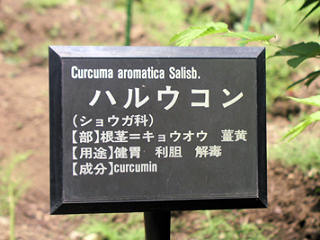 Curcuma aromatica Salisb.
ハルウコン
(ショウガ科)
【部】根茎=キョウオウ 薑黄
【用途】健胃 利胆 解毒
【成分】curcumin